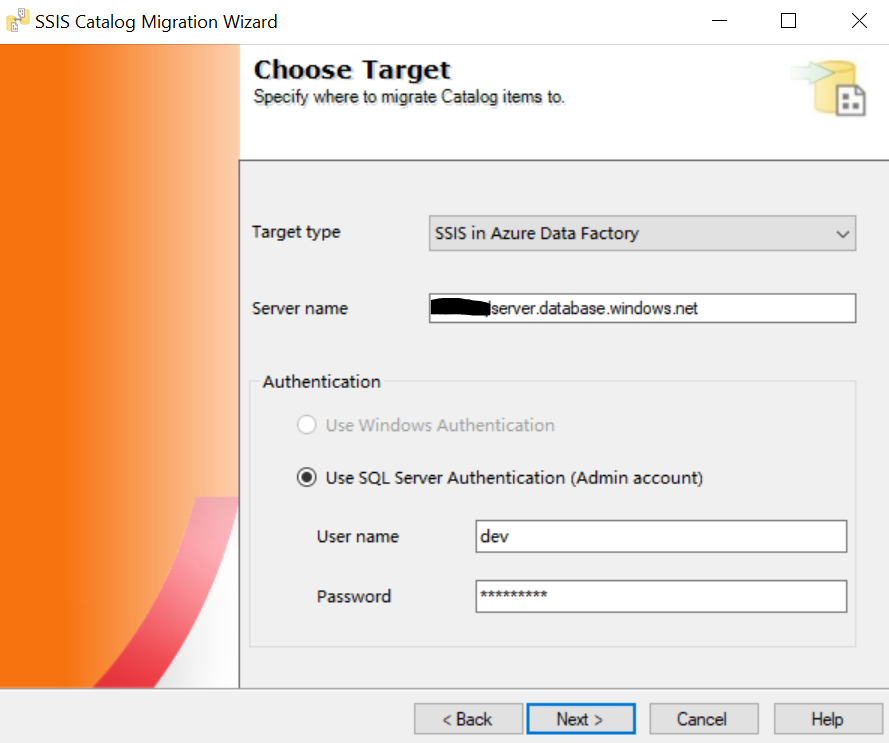 SSIS Catalog Migration Wizard
Choose Target
Specify where to migrate Catalog items to.
Target type
SSIS in Azure Data Factory
Server name
server.database.windows.net
Authentication
Use Windows Authentication
Use SQL Server Authentication (Admin account)
User name
dev
Password
*********
< Back
Next >
Cancel
Help